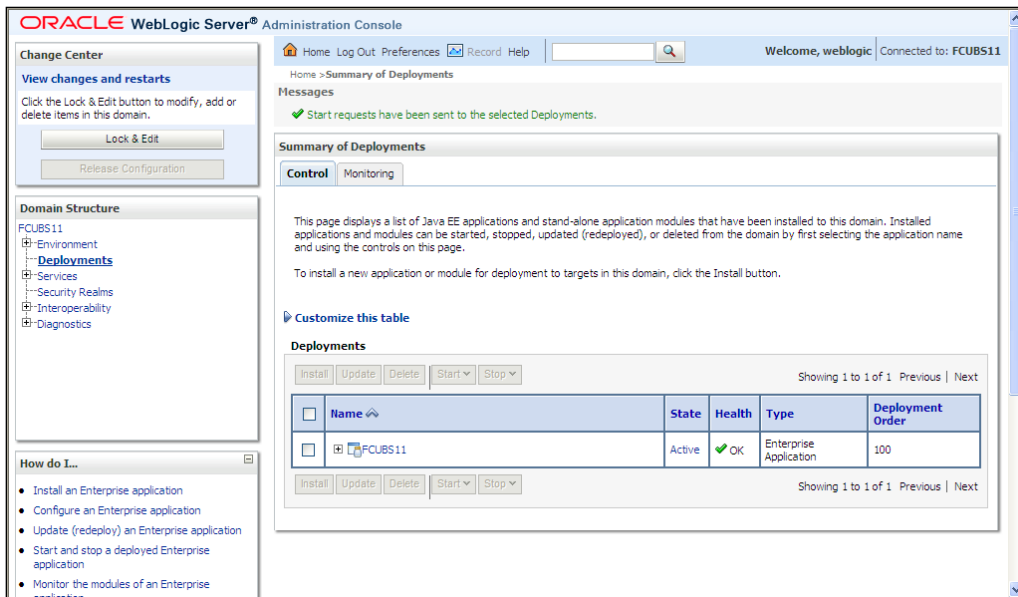 ORACLE WebLogic Server® Administration Console
Change Center
View changes and restarts
Click the Lock & Edit button to modify, add or
delete items in this domain.
Lock & Edit
Release Configuration
Domain Structure
FCUBS11
Environment
Deployments
Services
Security Realms
Interoperability
Diagnostics
How do I...
Install an Enterprise application
Configure an Enterprise application
Update (redeploy) an Enterprise application
Start and stop a deployed Enterprise
application
Monitor the modules of an Enterprise
application
Home Log Out Preferences Record Help
Welcome, weblogic Connected to: FCUBS11
Home >Summary of Deployments
Messages
Start requests have been sent to the selected Deployments.
Summary of Deployments
Control Monitoring
This page displays a list of Java EE applications and stand-alone application modules that have been installed to this domain. Installed
applications and modules can be started, stopped, updated (redeployed), or deleted from the domain by first selecting the application name
and using the controls on this page.
To install a new application or module for deployment to targets in this domain, click the Install button.
Customize this table
Deployments
Install Update Delete Start Stop Showing 1 to 1 of 1 Previous | Next
Name State Health Type Deployment Order
FCUBS11 Active OK Enterprise Application 100
Install Update Delete Start Stop Showing 1 to 1 of 1 Previous | Next